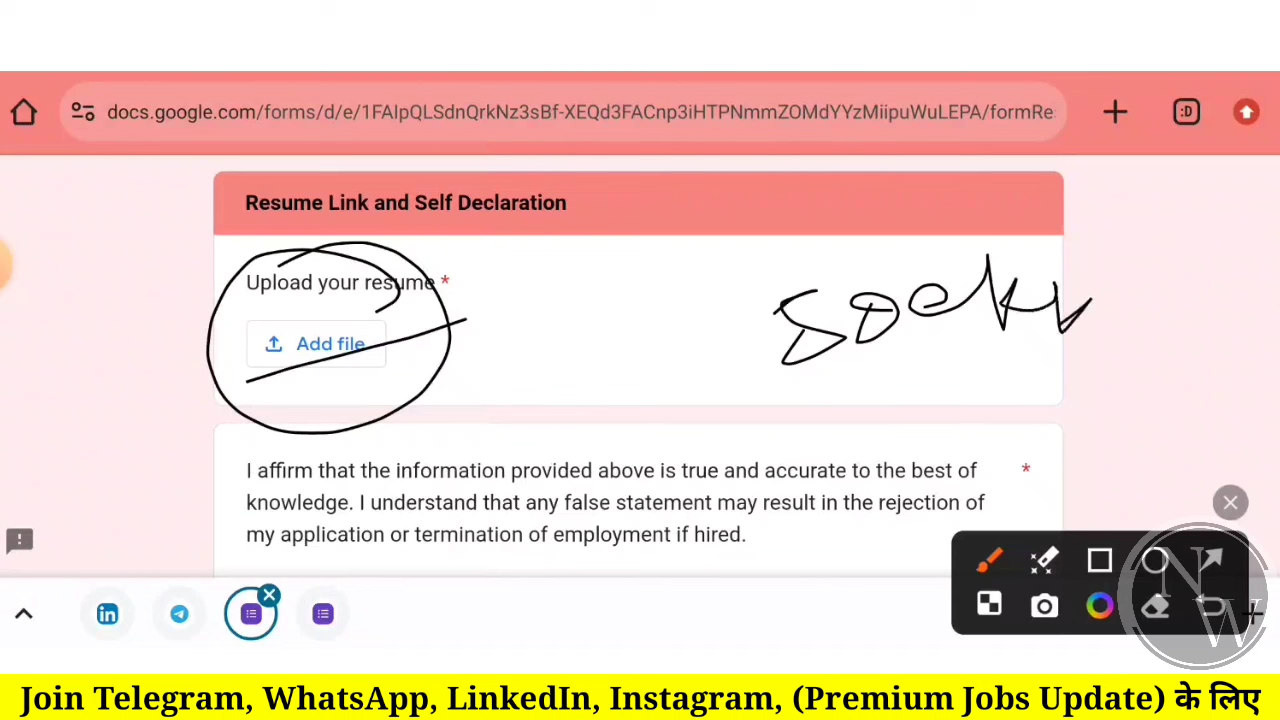 docs.google.com/forms/d/e/1FAIpQLSdnQrkNz3sBf-XEQd3FACnp3iHTPNmmZOMdYYzMiipuWuLEPA/formRe
:D
Resume Link and Self Declaration
Upload your resume *
Add file
I affirm that the information provided above is true and accurate to the best of *
knowledge. I understand that any false statement may result in the rejection of
my application or termination of employment if hired.
in
N
W
Join Telegram, WhatsApp, LinkedIn, Instagram, (Premium Jobs Update) के लिए